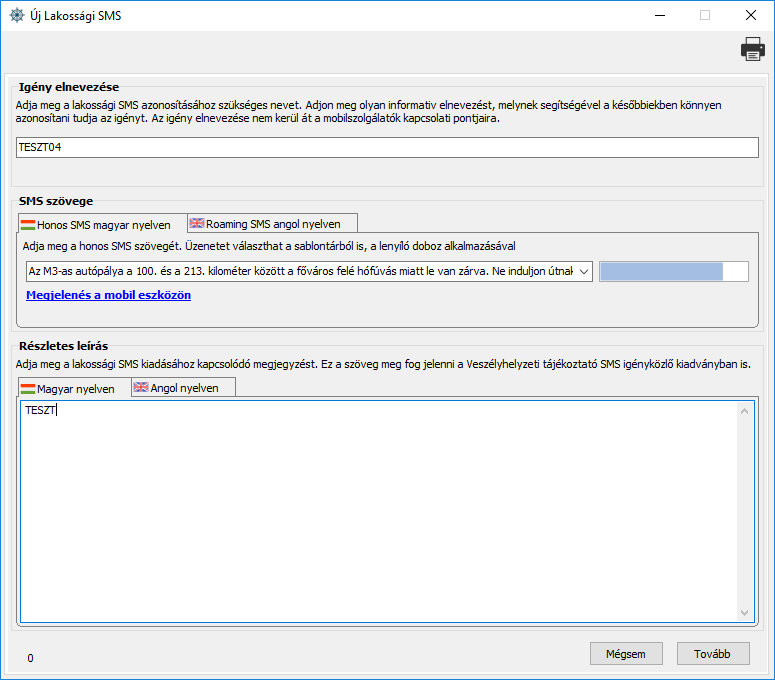 Új Lakossági SMS
Igény elnevezése
Adja meg a lakossági SMS azonosításához szükséges nevet. Adjon meg olyan informativ elnevezést, melynek segítségével a későbbiekben könnyen
azonosítani tudja az igényt. Az igény elnevezése nem kerül át a mobilszolgálatók kapcsolati pontjaira.
TESZT04
SMS szövege
Honos SMS magyar nyelven
Roaming SMS angol nyelven
Adja meg a honos SMS szövegét. Üzenetet választhat a sablontárból is, a lenyíló doboz alkalmazásával
Az M3-as autópálya a 100. és a 213. kilométer között a főváros felé hófúvás miatt le van zárva. Ne induljon útnak
Megjelenés a mobil eszközön
Részletes leírás
Adja meg a lakossági SMS kiadásához kapcsolódó megjegyzést. Ez a szöveg meg fog jelenni a Veszélyhelyzeti tájékoztató SMS igényközlő kiadványban is.
Magyar nyelven
Angol nyelven
TESZT
0
Mégsem
Tovább